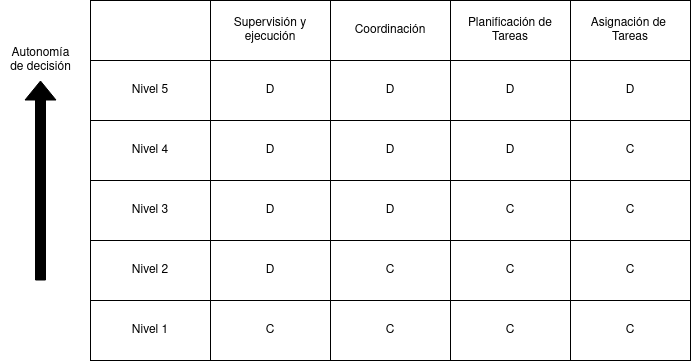 Autonomía
de decisión
Supervisión y
ejecución
Coordinación
Planificación de
Tareas
Asignación de
Tareas
Nivel 5 D D D D
Nivel 4 D D D C
Nivel 3 D D C C
Nivel 2 D C C C
Nivel 1 C C C C